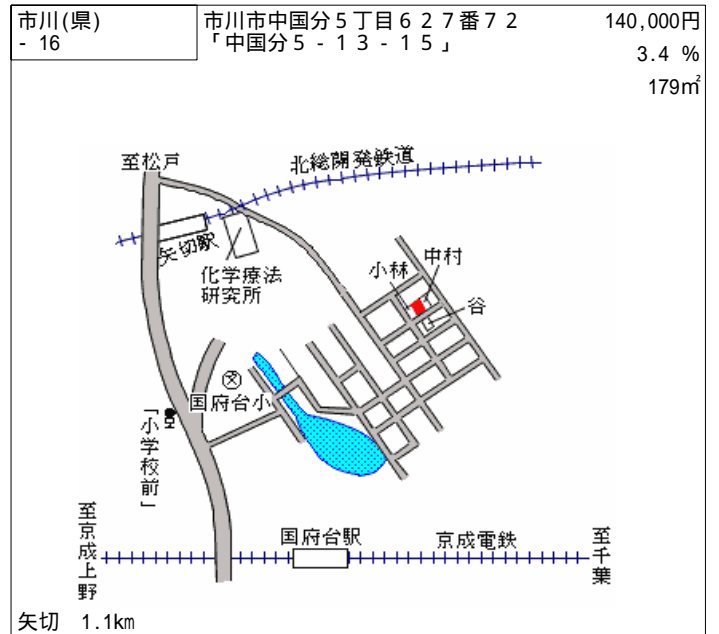 市川(県)
- 16
市川市中国分５丁目６２７番７２
「中国分５-１３-１５」
140,000円
3.4 %
179㎡
至松戸
北総開発鉄道
矢切駅
化学療法
研究所
小林
中村
谷
文
国府台小
「小学校前」
至京成上野
国府台駅
京成電鉄
至千葉
矢切 1.1km